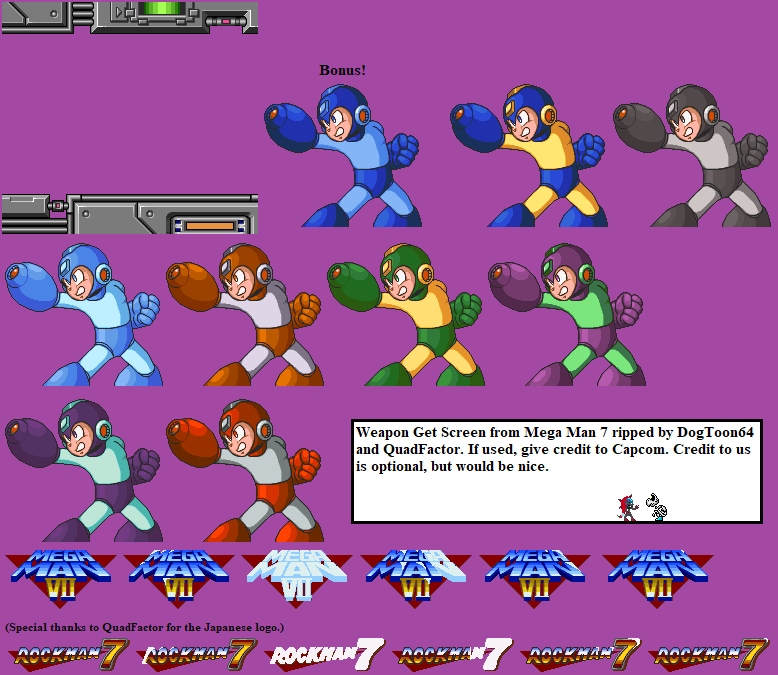 Bonus!
Weapon Get Screen from Mega Man 7 ripped by DogToon64
and QuadFactor. If used, give credit to Capcom. Credit to us
is optional, but would be nice.
MEGA MAN VII MEGA MAN VII MEGA MAN VII MEGA MAN VII MEGA MAN VII MEGA MAN VII
(Special thanks to QuadFactor for the Japanese logo.)
ROCKMAN 7 ROCKMAN 7 ROCKMAN 7 ROCKMAN 7 ROCKMAN 7 ROCKMAN 7